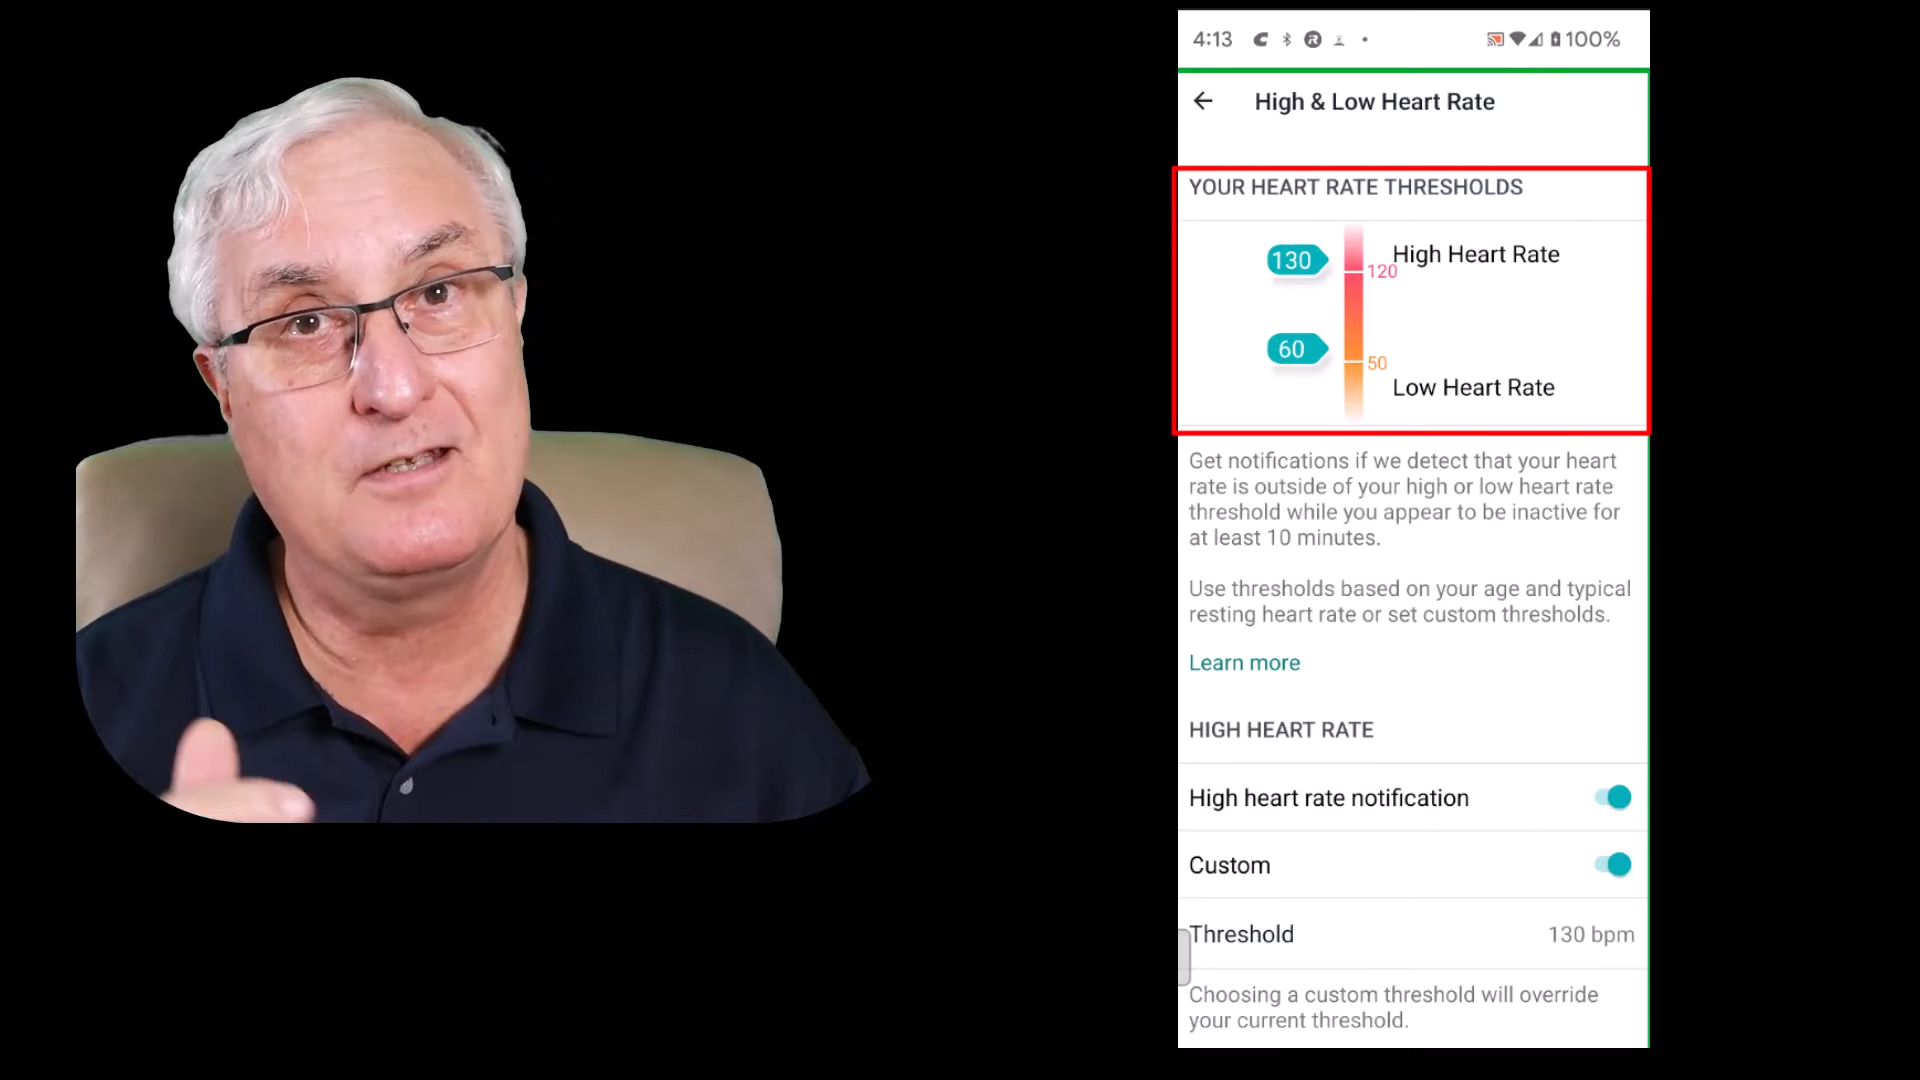 4:13
100%
High & Low Heart Rate
YOUR HEART RATE THRESHOLDS
130
High Heart Rate
120
60
50
Low Heart Rate
Get notifications if we detect that your heart
rate is outside of your high or low heart rate
threshold while you appear to be inactive for
at least 10 minutes.
Use thresholds based on your age and typical
resting heart rate or set custom thresholds.
Learn more
HIGH HEART RATE
High heart rate notification
Custom
Threshold
130 bpm
Choosing a custom threshold will override
your current threshold.